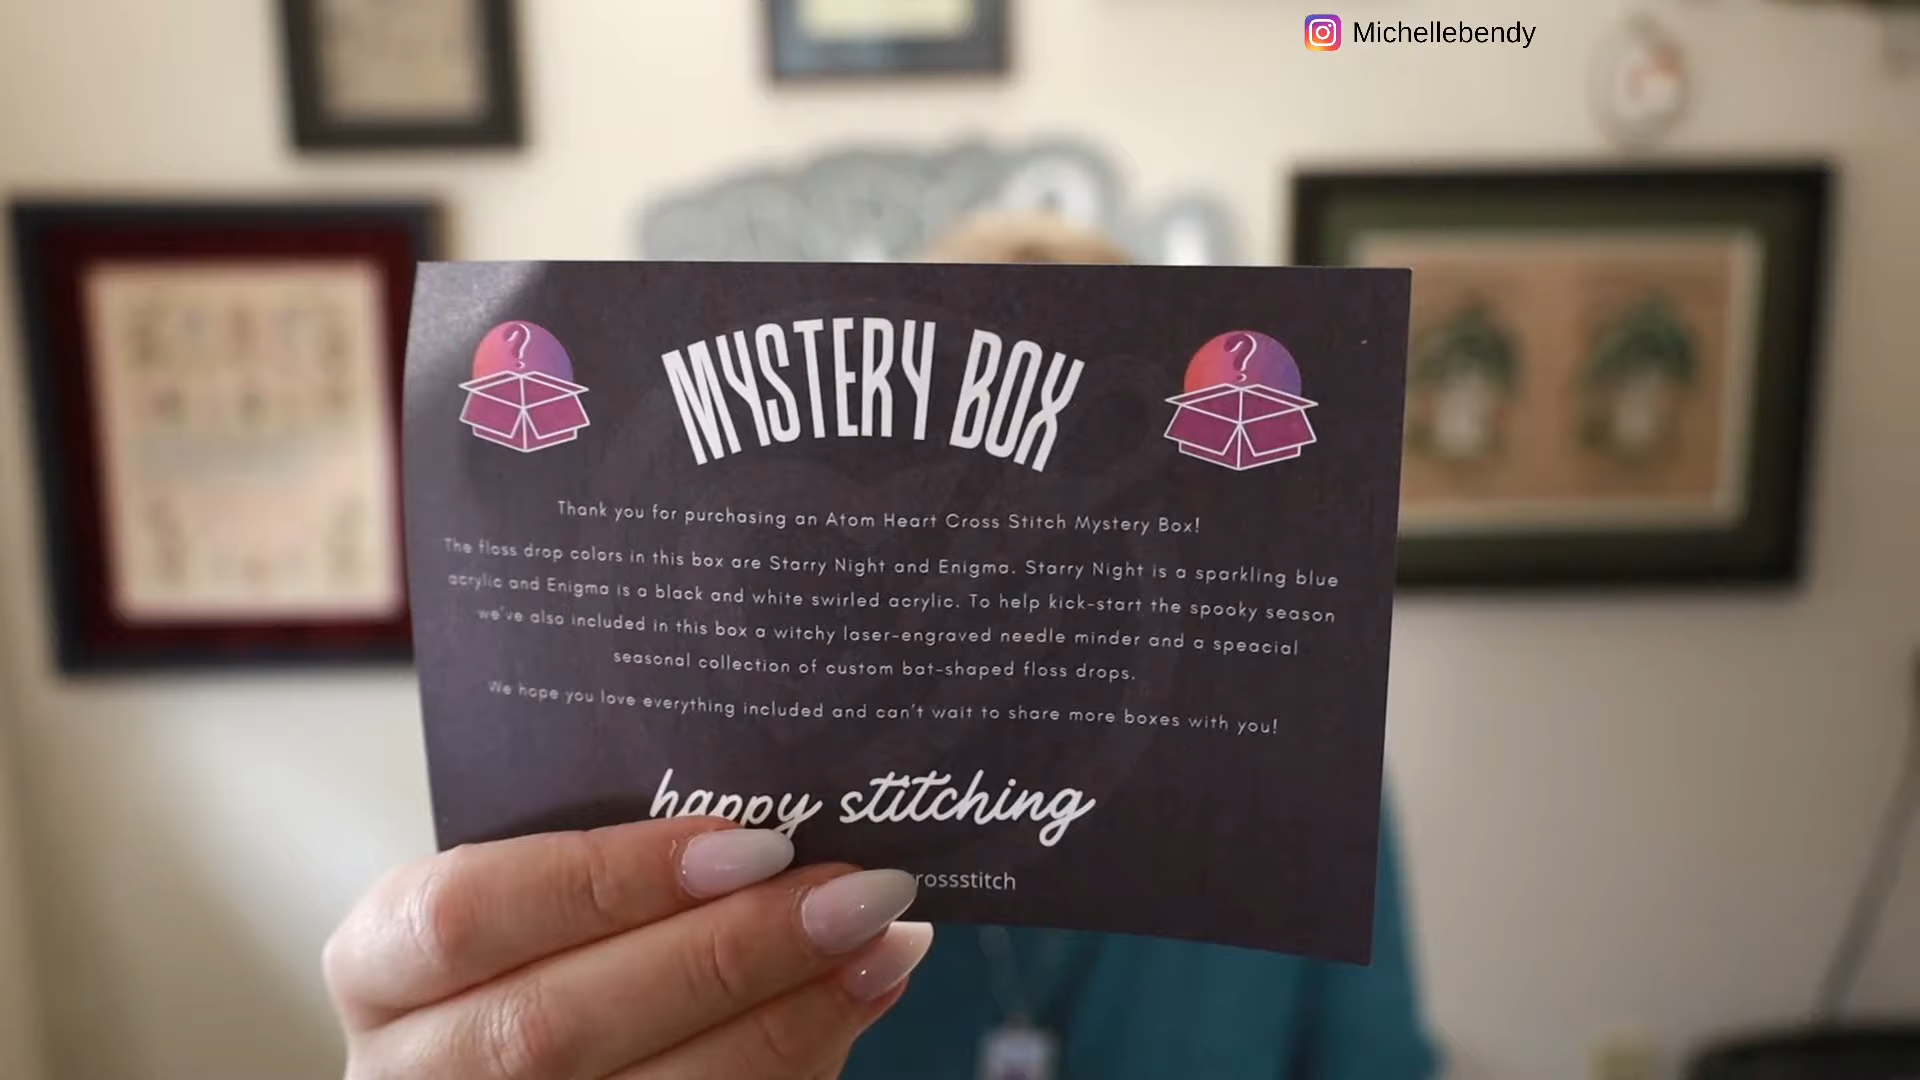 Michellebendy
MYSTERY BOX
Thank you for purchasing an Atom Heart Cross Stitch Mystery Box!
The floss drop colors in this box are Starry Night and Enigma. Starry Night is a sparkling blue
acrylic and Enigma is a black and white swirled acrylic. To help kick-start the spooky season
we've also included in this box a witchy laser-engraved needle minder and a speacial
seasonal collection of custom bat-shaped floss drops.
We hope you love everything included and can't wait to share more boxes with you!
happy stitching
rossstitch